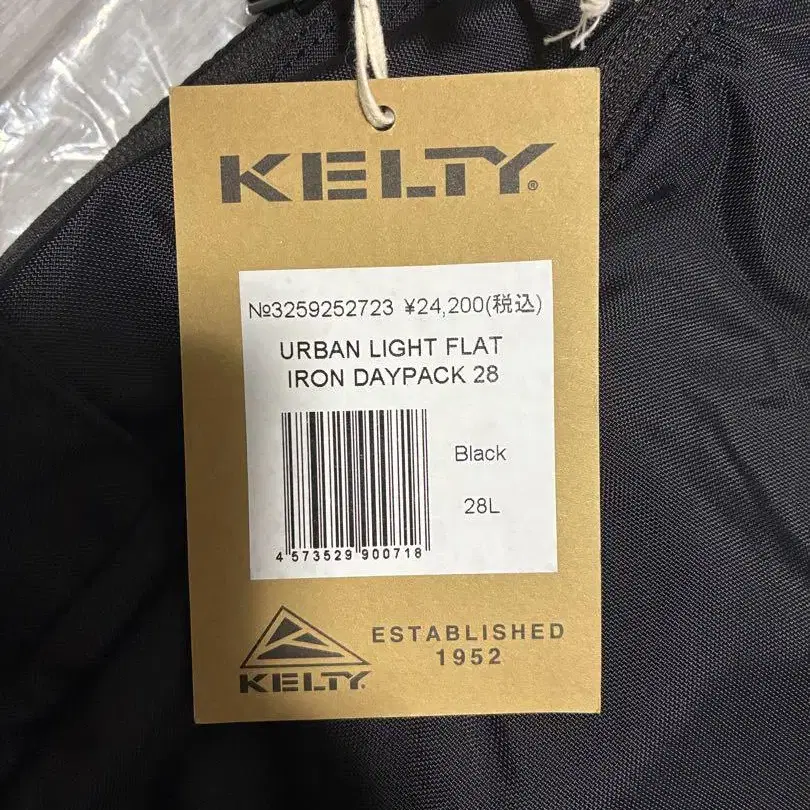 KELTY®
№3259252723 ¥24,200(税込)
URBAN LIGHT FLAT
IRON DAYPACK 28
Black
28L
4 573529 900718
ESTABLISHED
1952
KELTY.